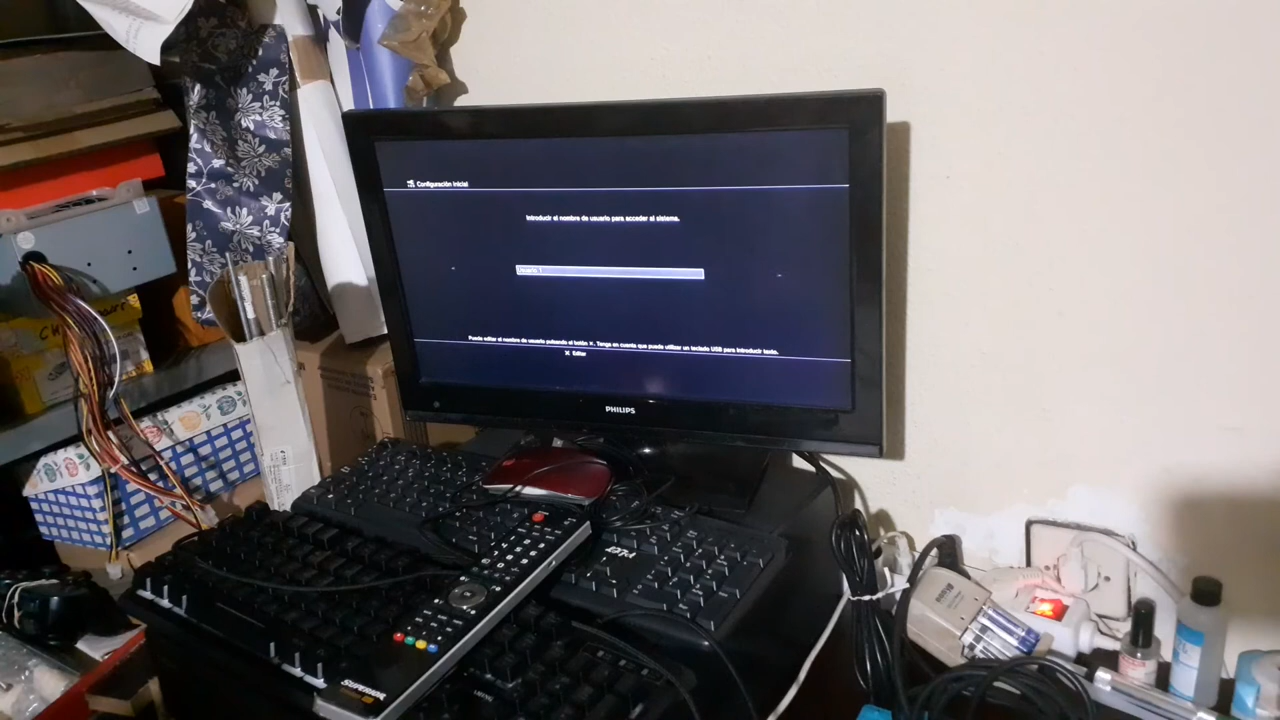 Configuración Inicial
Introducir el nombre de usuario para acceder al sistema.
Usuario 1
Puede editar el nombre de usuario pulsando el botón ✕. Tenga en cuenta que puede utilizar un teclado USB para introducir texto.
✕ Editar
PHILIPS
SUPERIOR